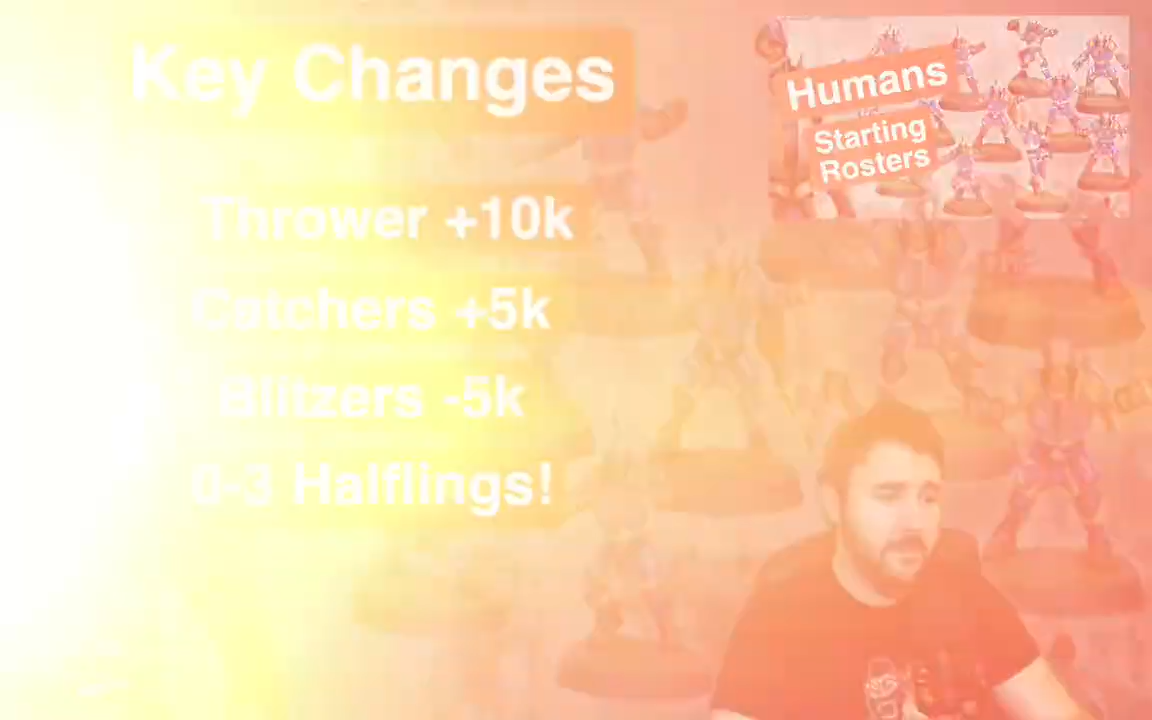 Key Changes
Humans
Starting
Rosters
Thrower +10k
Catchers +5k
Blitzers -5k
0-3 Halflings!